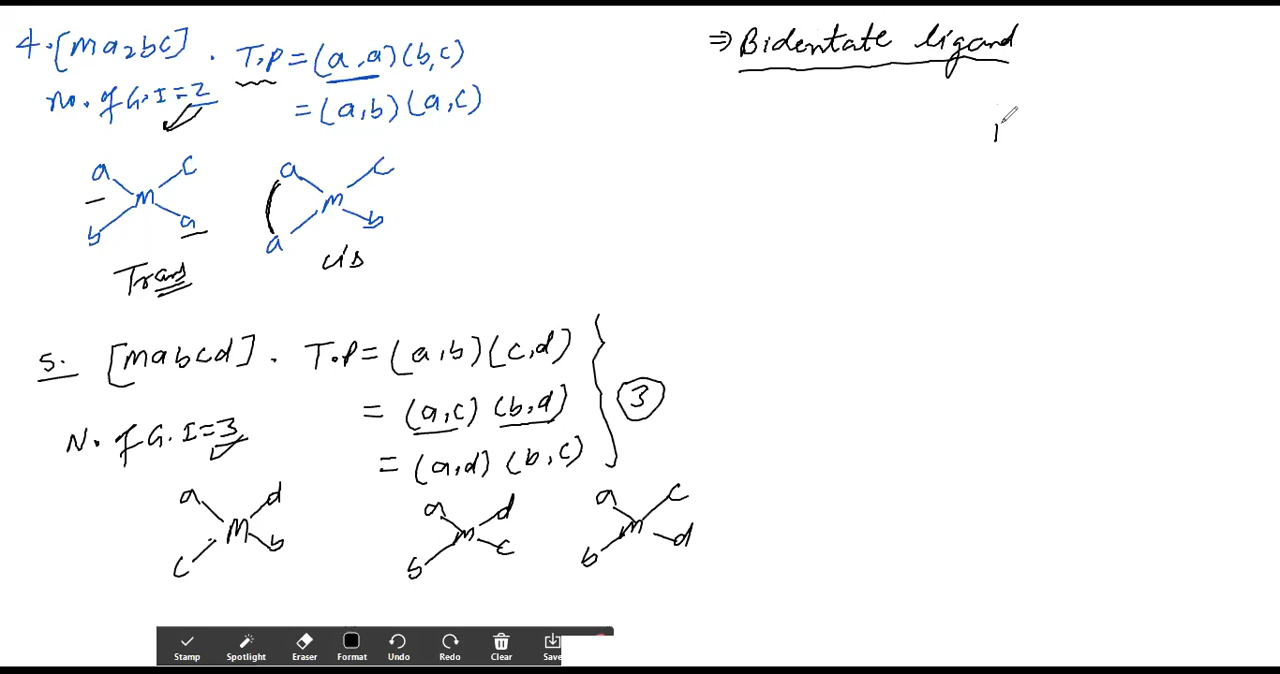 4. [Ma2bc] . T.P = (a,a)(b,c)
No. of G.I = 2
= (a,b)(a,c)
a c
M
b a
Trans
a c
M
a b
cis
5. [Mabcd] . T.P = (a,b)(c,d)
= (a,c)(b,d)
= (a,d)(b,c)
3
N. of G.I = 3
a d
M
c b
a d
M
b c
a c
M
b d
⇒ Bidentate ligand
Stamp Spotlight Eraser Format Undo Redo Clear Save